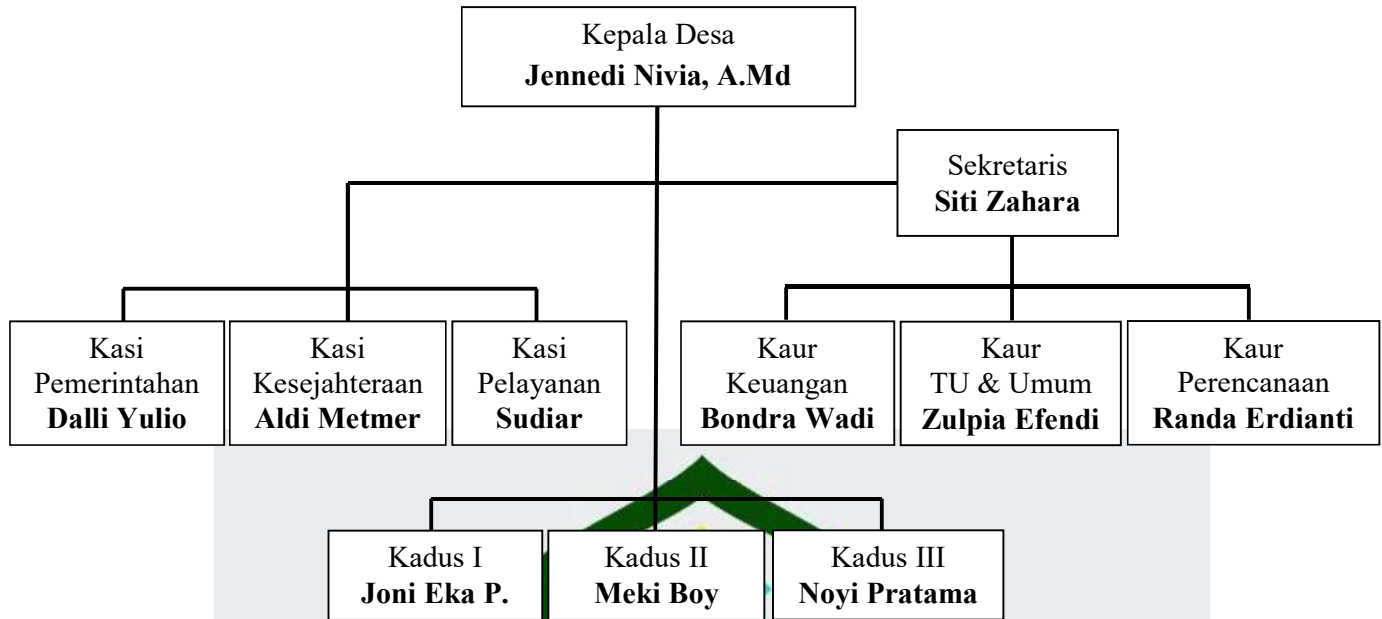 Kepala Desa
Jennedi Nivia, A.Md
Sekretaris
Siti Zahara
Kasi
Pemerintahan
Dalli Yulio
Kasi
Kesejahteraan
Aldi Metmer
Kasi
Pelayanan
Sudiar
Kaur
Keuangan
Bondra Wadi
Kaur
TU & Umum
Zulpia Efendi
Kaur
Perencanaan
Randa Erdianti
Kadus I
Joni Eka P.
Kadus II
Meki Boy
Kadus III
Noyi Pratama